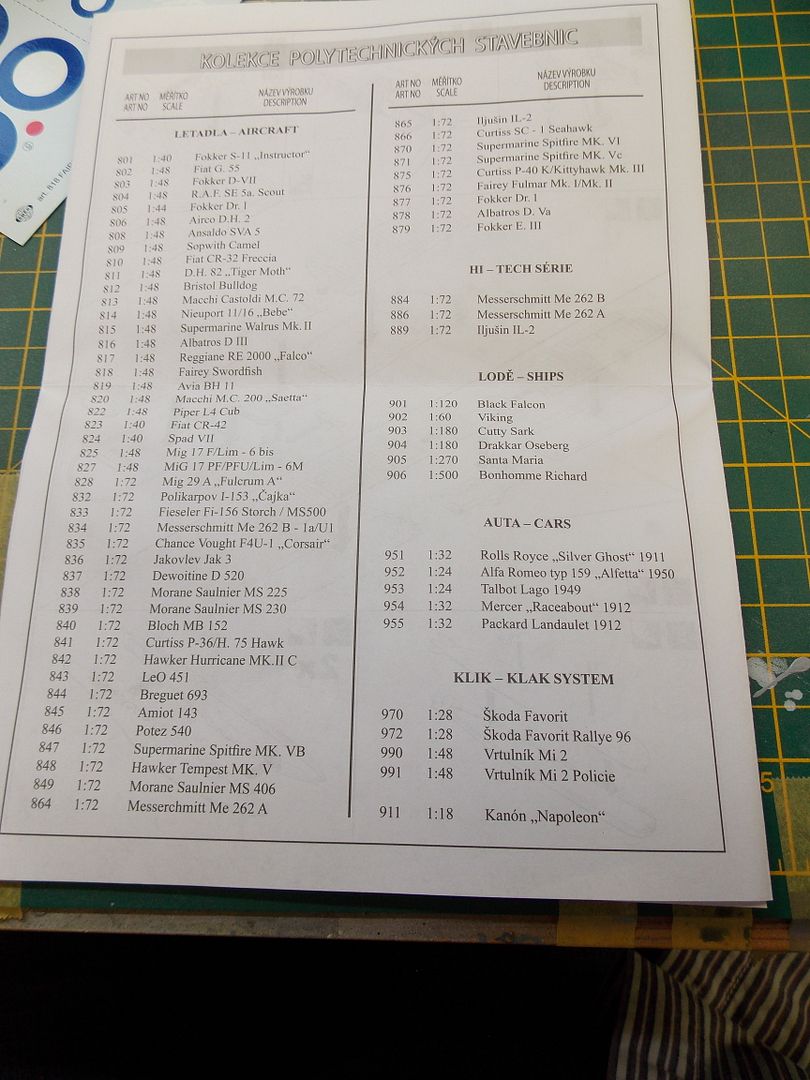 KOLEKCE POLYTECHNICKÝCH STAVEBNIC
ART NO MĚŘÍTKO NÁZEV VÝROBKU
ART NO SCALE DESCRIPTION
LETADLA – AIRCRAFT
801 1:40 Fokker S-11 „Instructor“
802 1:48 Fiat G. 55
803 1:48 Fokker D-VII
804 1:48 R.A.F. SE 5a. Scout
805 1:44 Fokker Dr. I
806 1:48 Airco D.H. 2
808 1:48 Ansaldo SVA 5
809 1:48 Sopwith Camel
810 1:48 Fiat CR-32 Freccia
811 1:48 D.H. 82 „Tiger Moth“
812 1:48 Bristol Bulldog
813 1:48 Macchi Castoldi M.C. 72
814 1:48 Nieuport 11/16 „Bebe“
815 1:48 Supermarine Walrus Mk. II
816 1:48 Albatros D III
817 1:48 Reggiane RE 2000 „Falco“
818 1:48 Fairey Swordfish
819 1:48 Avia BH 11
820 1:48 Macchi M.C. 200 „Saetta“
822 1:48 Piper L4 Cub
823 1:40 Fiat CR-42
824 1:40 Spad VII
825 1:48 Mig 17 F/Lim - 6 bis
827 1:48 MiG 17 PF/PFU/Lim - 6M
828 1:72 Mig 29 A „Fulcrum A“
832 1:72 Polikarpov I-153 „Čajka“
833 1:72 Fieseler Fi-156 Storch / MS500
834 1:72 Messerschmitt Me 262 B - 1a/U1
835 1:72 Chance Vought F4U-1 „Corsair“
836 1:72 Jakovlev Jak 3
837 1:72 Dewoitine D 520
838 1:72 Morane Saulnier MS 225
839 1:72 Morane Saulnier MS 230
840 1:72 Bloch MB 152
841 1:72 Curtiss P-36/H. 75 Hawk
842 1:72 Hawker Hurricane MK.II C
843 1:72 LeO 451
844 1:72 Breguet 693
845 1:72 Amiot 143
846 1:72 Potez 540
847 1:72 Supermarine Spitfire MK. VB
848 1:72 Hawker Tempest MK. V
849 1:72 Morane Saulnier MS 406
864 1:72 Messerchmitt Me 262 A
ART NO MĚŘÍTKO NÁZEV VÝROBKU
ART NO SCALE DESCRIPTION
865 1:72 Iljušin IL-2
866 1:72 Curtiss SC - 1 Seahawk
870 1:72 Supermarine Spitfire MK. VI
871 1:72 Supermarine Spitfire MK. Vc
875 1:72 Curtiss P-40 K/Kittyhawk Mk. III
876 1:72 Fairey Fulmar Mk. I/Mk. II
877 1:72 Fokker Dr. I
878 1:72 Albatros D. Va
879 1:72 Fokker E. III
HI – TECH SÉRIE
884 1:72 Messerschmitt Me 262 B
886 1:72 Messerschmitt Me 262 A
889 1:72 Iljušin IL-2
LODĚ – SHIPS
901 1:120 Black Falcon
902 1:60 Viking
903 1:180 Cutty Sark
904 1:180 Drakkar Oseberg
905 1:270 Santa Maria
906 1:500 Bonhomme Richard
AUTA – CARS
951 1:32 Rolls Royce „Silver Ghost“ 1911
952 1:24 Alfa Romeo typ 159 „Alfetta“ 1950
953 1:24 Talbot Lago 1949
954 1:32 Mercer „Raceabout“ 1912
955 1:32 Packard Landaulet 1912
KLIK – KLAK SYSTEM
970 1:28 Škoda Favorit
972 1:28 Škoda Favorit Rallye 96
990 1:48 Vrtulník Mi 2
991 1:48 Vrtulník Mi 2 Policie
911 1:18 Kanón „Napoleon“
art. 818 FAIR
5